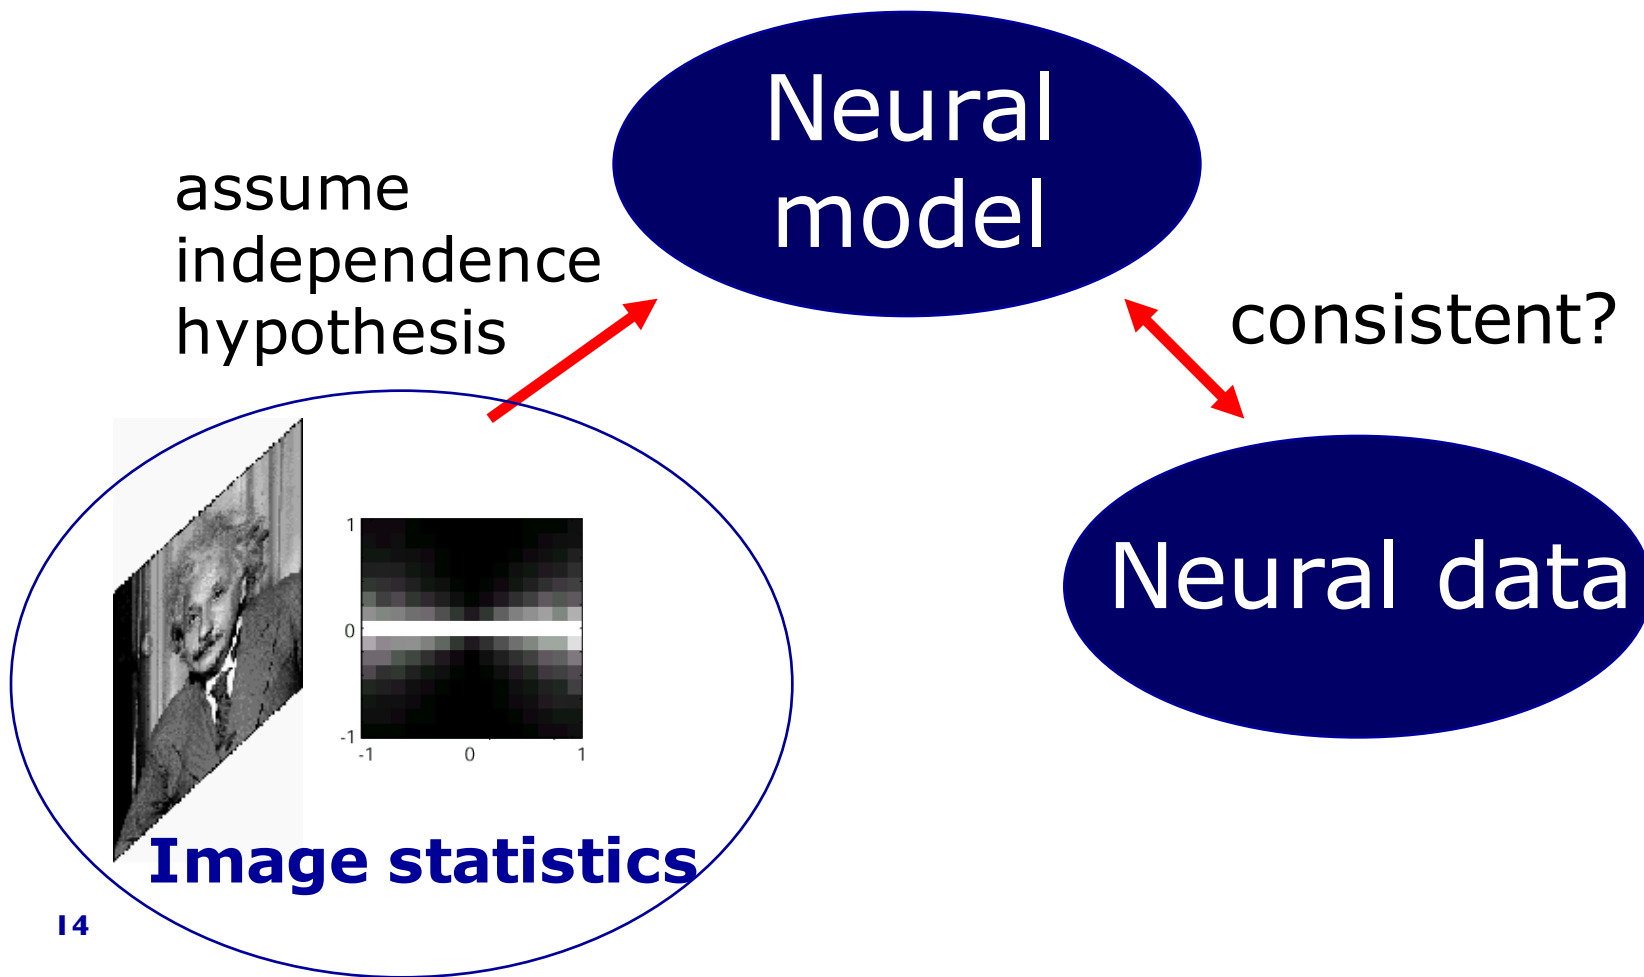 Neural
model
assume
independence
hypothesis
consistent?
Neural data
1
0
-1
-1 0 1
Image statistics
14